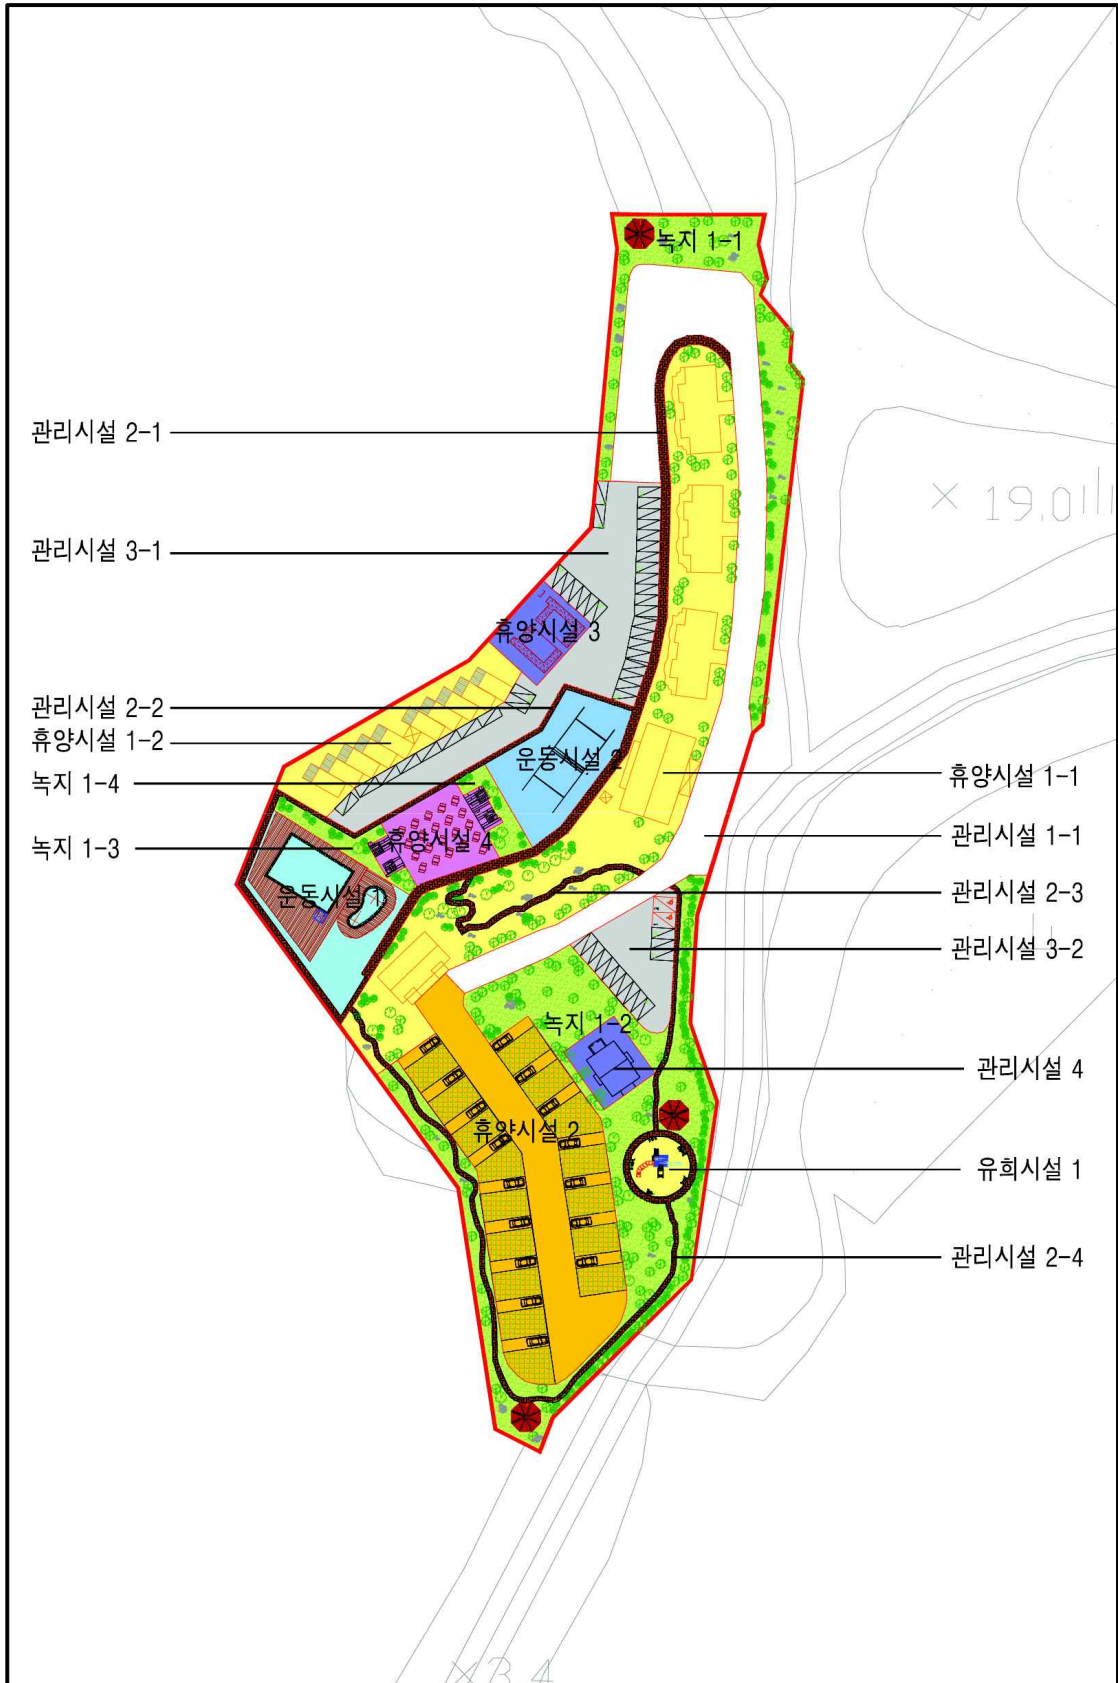 녹지 1-1
관리시설 2-1
× 19.0
관리시설 3-1
휴양시설 3
관리시설 2-2
휴양시설 1-2
운동시설 2
휴양시설 1-1
녹지 1-4
관리시설 1-1
녹지 1-3
휴양시설 4
운동시설 1
관리시설 2-3
관리시설 3-2
녹지 1-2
관리시설 4
휴양시설 2
유희시설 1
관리시설 2-4
×3.4